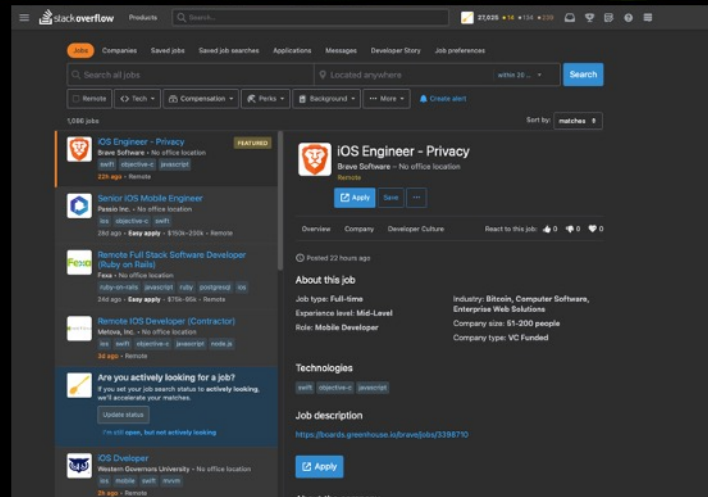 stackoverflow Products Search...
27,035 14 134 239
Jobs Companies Saved jobs Saved job searches Applications Messages Developer Story Job preferences
Search all jobs Located anywhere within 20 ... Search
Remote Tech Compensation Perks Background More Create alert
1,086 jobs
Sort by: matches
iOS Engineer - Privacy FEATURED
Brave Software - No office location
swift objective-c javascript
22h ago - Remote
Senior iOS Mobile Engineer
Inc. - No office location
ios objective-c swift
28d ago - Easy apply - $150k-200k - Remote
Fexa
Remote Full Stack Software Developer
(Ruby on Rails)
Fexa - No office location
ruby-on-rails javascript ruby postgresql ios
24d ago - Easy apply - $75k-95k - Remote
Remote iOS Developer (Contractor)
Metova, Inc. - No office location
ios swift objective-c javascript node.js
3d ago - Remote
Are you actively looking for a job?
If you set your job search status to actively looking,
we'll accelerate your matches.
Update status
I'm still open, but not actively looking
iOS Dveloper
Western Governors University - No office location
ios mobile swift mvvm
2h ago - Remote
iOS Engineer - Privacy
Brave Software – No office location
Remote
Apply Save ...
Overview Company Developer Culture React to this job: 0 0 0
Posted 22 hours ago
About this job
Job type: Full-time
Experience level: Mid-Level
Role: Mobile Developer
Industry: Bitcoin, Computer Software,
Enterprise Web Solutions
Company size: 51-200 people
Company type: VC Funded
Technologies
swift objective-c javascript
Job description
https://boards.greenhouse.io/brave/jobs/3398710
Apply